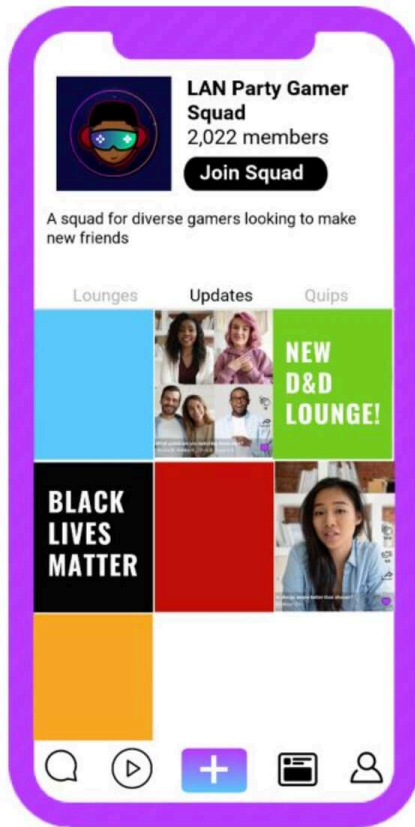 LAN Party Gamer
Squad
2,022 members
Join Squad
A squad for diverse gamers looking to make
new friends
Lounges Updates Quips
NEW
D&D
LOUNGE!
BLACK
LIVES
MATTER